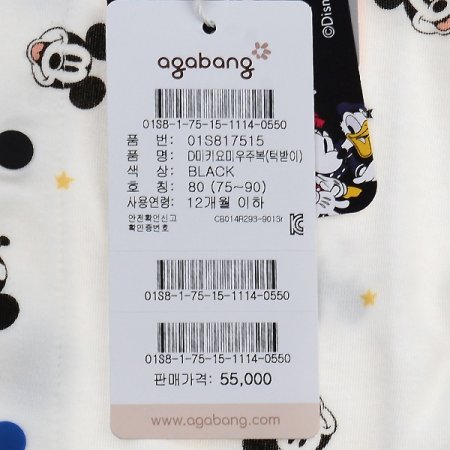 ©Disney
agabang
01S8-1-75-15-1114-0550
품 번: 01S817515
품 명: D미키요미우주복(턱받이)
색 상: BLACK
호 칭: 80 (75~90)
사용연령: 12개월 이하
안전확인신고
확인증번호 CB014R293-9013
01S8-1-75-15-1114-0550
01S8-1-75-15-1114-0550
판매가격: 55,000
www.agabang.com